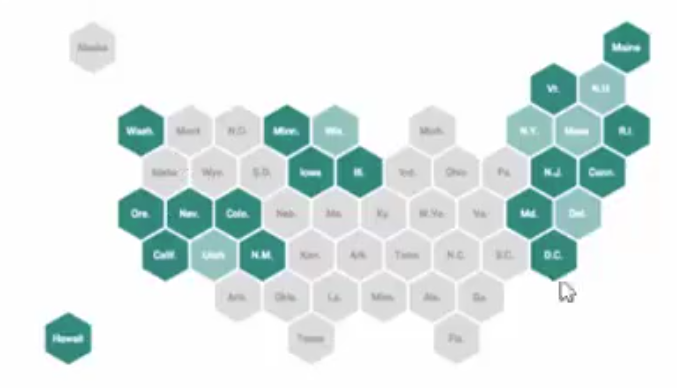 Alaska Maine
Vt. N.H.
Wash. Mont. N.D. Minn. Wis. Mich. N.Y. Mass. R.I.
Idaho Wyo. S.D. Iowa Ill. Ind. Ohio Pa. N.J. Conn.
Ore. Nev. Colo. Neb. Mo. Ky. W.Va. Va. Md. Del.
Calif. Utah N.M. Kan. Ark. Tenn. N.C. S.C. D.C.
Ariz. Okla. La. Miss. Ala. Ga.
Hawaii Texas Fla.